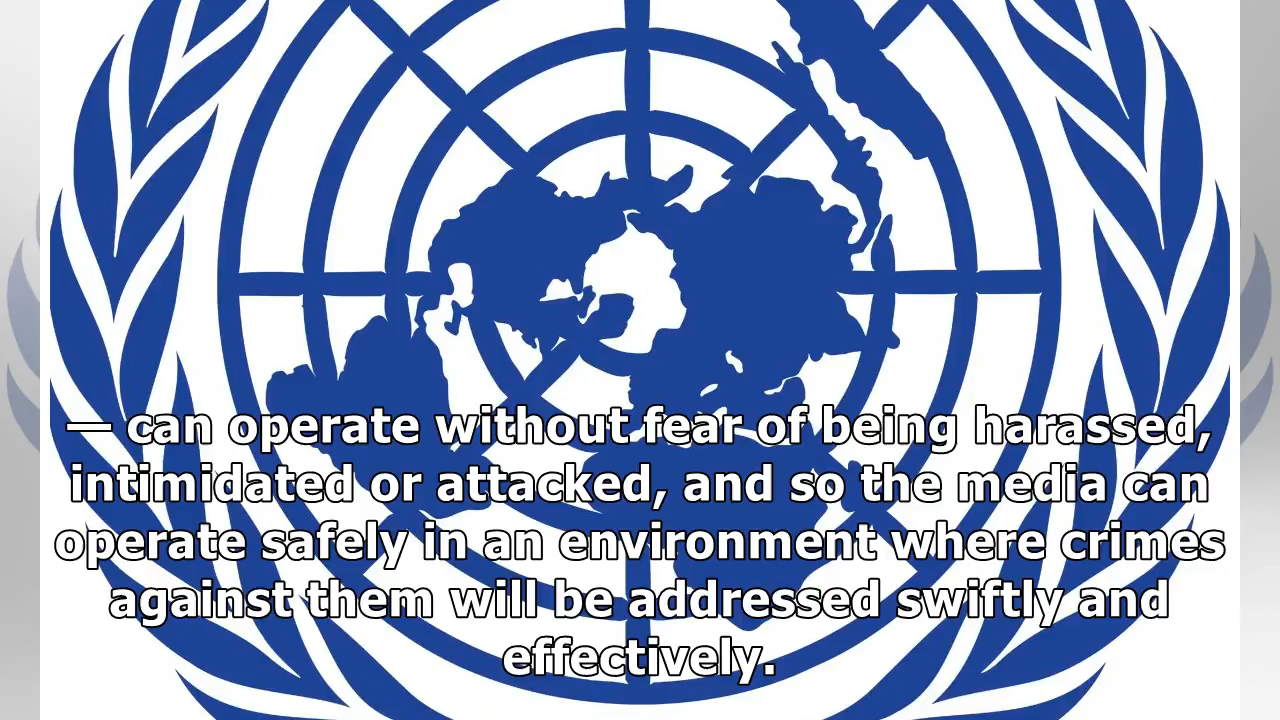 — can operate without fear of being harassed,
intimidated or attacked, and so the media can
operate safely in an environment where crimes
against them will be addressed swiftly and
effectively.